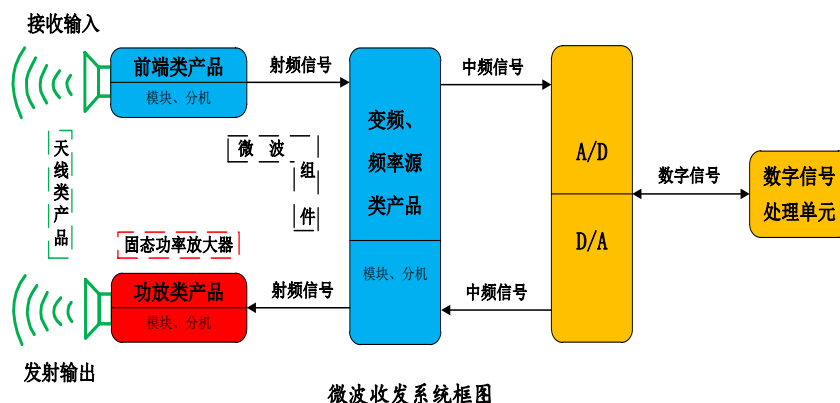 接收输入
前端类产品
模块、分机
射频信号
中频信号
天线类产品
微波
组
件
变频、
频率源
类产品
模块、分机
A/D
D/A
数字信号
数字信号
处理单元
固态功率放大器
功放类产品
模块、分机
射频信号
中频信号
发射输出
微波收发系统框图